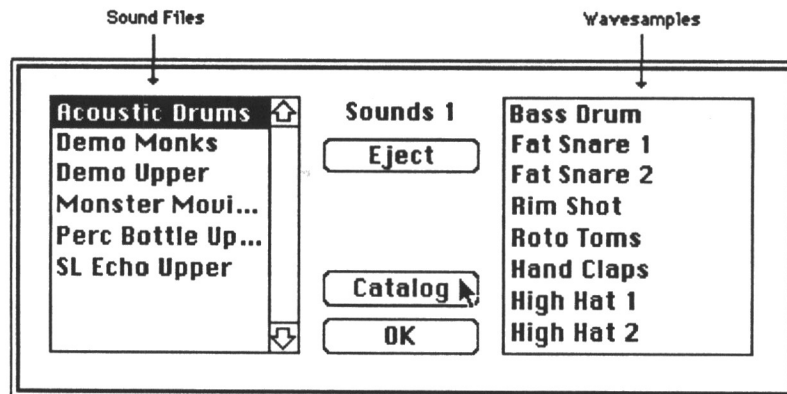 Sound Files
Wavesamples
Acoustic Drums
Demo Monks
Demo Upper
Monster Movi...
Perc Bottle Up...
SL Echo Upper
Sounds 1
Eject
Catalog
OK
Bass Drum
Fat Snare 1
Fat Snare 2
Rim Shot
Roto Toms
Hand Claps
High Hat 1
High Hat 2